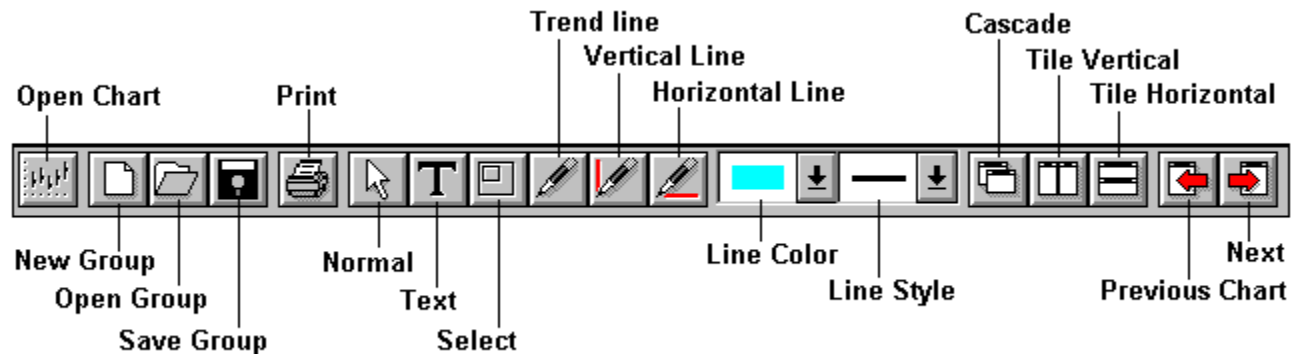 Trend line
Cascade
Vertical Line
Tile Vertical
Open Chart
Print
Horizontal Line
Tile Horizontal
T
New Group
Normal
Line Color
Next
Open Group
Text
Line Style
Previous Chart
Save Group
Select